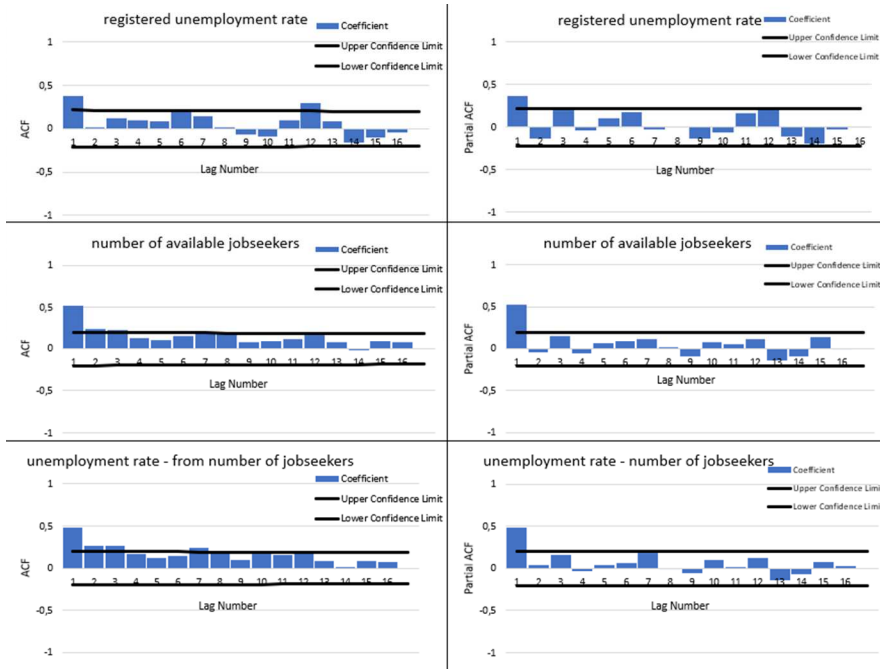 registered unemployment rate
Coefficient
Upper Confidence Limit
Lower Confidence Limit
1
0,5
0
-0,5
-1
ACF
1 2 3 4 5 6 7 8 9 10 11 12 13 14 15 16
Lag Number
registered unemployment rate
Coefficient
Upper Confidence Limit
Lower Confidence Limit
1
0,5
0
-0,5
-1
Partial ACF
1 2 3 4 5 6 7 8 9 10 11 12 13 14 15 16
Lag Number
number of available jobseekers
Coefficient
Upper Confidence Limit
Lower Confidence Limit
1
0,5
0
-0,5
-1
ACF
1 2 3 4 5 6 7 8 9 10 11 12 13 14 15 16
Lag Number
number of available jobseekers
Coefficient
Upper Confidence Limit
Lower Confidence Limit
1
0,5
0
-0,5
-1
Partial ACF
1 2 3 4 5 6 7 8 9 10 11 12 13 14 15 16
Lag Number
unemployment rate - from number of jobseekers
Coefficient
Upper Confidence Limit
Lower Confidence Limit
1
0,5
0
-0,5
-1
ACF
1 2 3 4 5 6 7 8 9 10 11 12 13 14 15 16
Lag Number
unemployment rate - number of jobseekers
Coefficient
Upper Confidence Limit
Lower Confidence Limit
1
0,5
0
-0,5
-1
Partial ACF
1 2 3 4 5 6 7 8 9 10 11 12 13 14 15 16
Lag Number